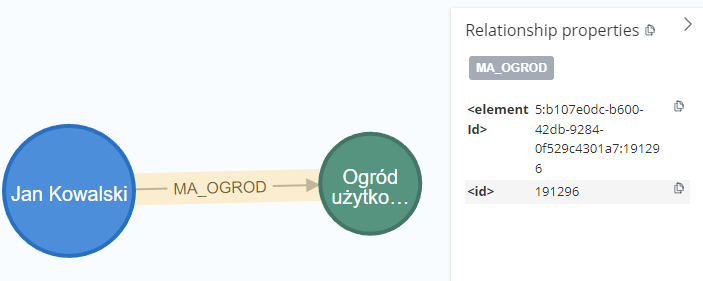 Jan Kowalski
MA_OGROD
Ogród
użytko…
Relationship properties
MA_OGROD
<element
Id>
5:b107e0dc-b600-
42db-9284-
0f529c4301a7:19129
6
<id>
191296